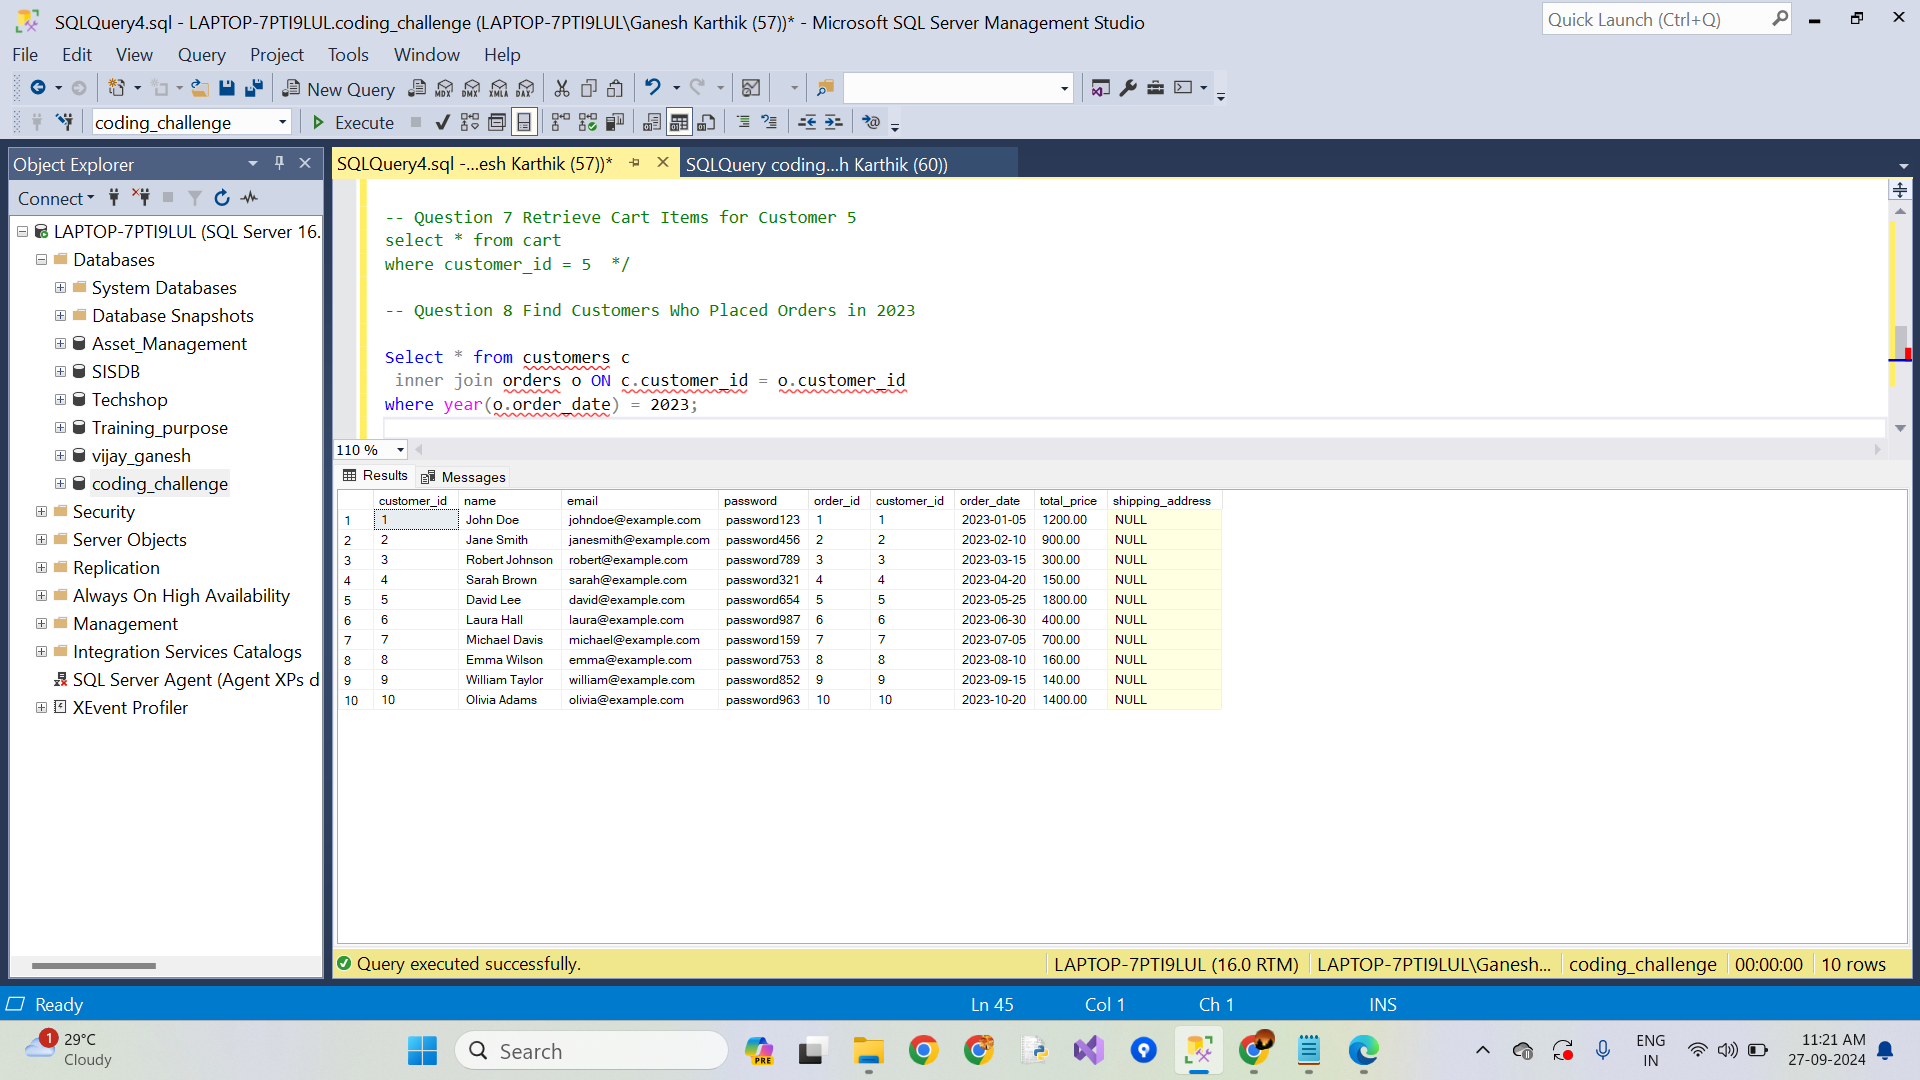 SQLQuery4.sql - LAPTOP-7PTI9LUL.coding_challenge (LAPTOP-7PTI9LUL\Ganesh Karthik (57))* - Microsoft SQL Server Management Studio
Quick Launch (Ctrl+Q)
File Edit View Query Project Tools Window Help
New Query
MDX DMX XMLA DAX
coding_challenge
Execute
Object Explorer
Connect
LAPTOP-7PTI9LUL (SQL Server 16.
Databases
System Databases
Database Snapshots
Asset_Management
SISDB
Techshop
Training_purpose
vijay_ganesh
coding_challenge
Security
Server Objects
Replication
Always On High Availability
Management
Integration Services Catalogs
SQL Server Agent (Agent XPs d
XEvent Profiler
SQLQuery4.sql -...esh Karthik (57))*
SQLQuery coding...h Karthik (60))
-- Question 7 Retrieve Cart Items for Customer 5
select * from cart
where customer_id = 5  */
-- Question 8 Find Customers Who Placed Orders in 2023
Select * from customers c
inner join orders o ON c.customer_id = o.customer_id
where year(o.order_date) = 2023;
110 %
Results Messages
customer_id name email password order_id customer_id order_date total_price shipping_address
1 1 John Doe johndoe@example.com password123 1 1 2023-01-05 1200.00 NULL
2 2 Jane Smith janesmith@example.com password456 2 2 2023-02-10 900.00 NULL
3 3 Robert Johnson robert@example.com password789 3 3 2023-03-15 300.00 NULL
4 4 Sarah Brown sarah@example.com password321 4 4 2023-04-20 150.00 NULL
5 5 David Lee david@example.com password654 5 5 2023-05-25 1800.00 NULL
6 6 Laura Hall laura@example.com password987 6 6 2023-06-30 400.00 NULL
7 7 Michael Davis michael@example.com password159 7 7 2023-07-05 700.00 NULL
8 8 Emma Wilson emma@example.com password753 8 8 2023-08-10 160.00 NULL
9 9 William Taylor william@example.com password852 9 9 2023-09-15 140.00 NULL
10 10 Olivia Adams olivia@example.com password963 10 10 2023-10-20 1400.00 NULL
Query executed successfully.
LAPTOP-7PTI9LUL (16.0 RTM) LAPTOP-7PTI9LUL\Ganesh... coding_challenge 00:00:00 10 rows
Ready
Ln 45 Col 1 Ch 1 INS
1
29°C
Cloudy
Search
PRE
ENG
IN
11:21 AM
27-09-2024